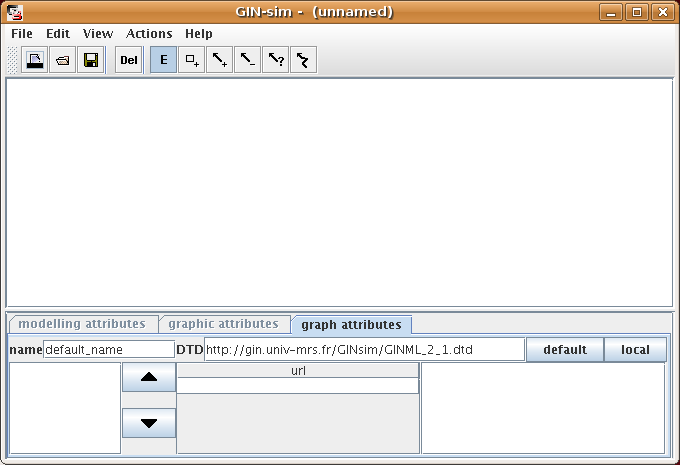 GIN-sim - (unnamed)
File Edit View Actions Help
Del E + + - ?
modelling attributes graphic attributes graph attributes
name default_name DTD http://gin.univ-mrs.fr/GINsim/GINML_2_1.dtd default local
url